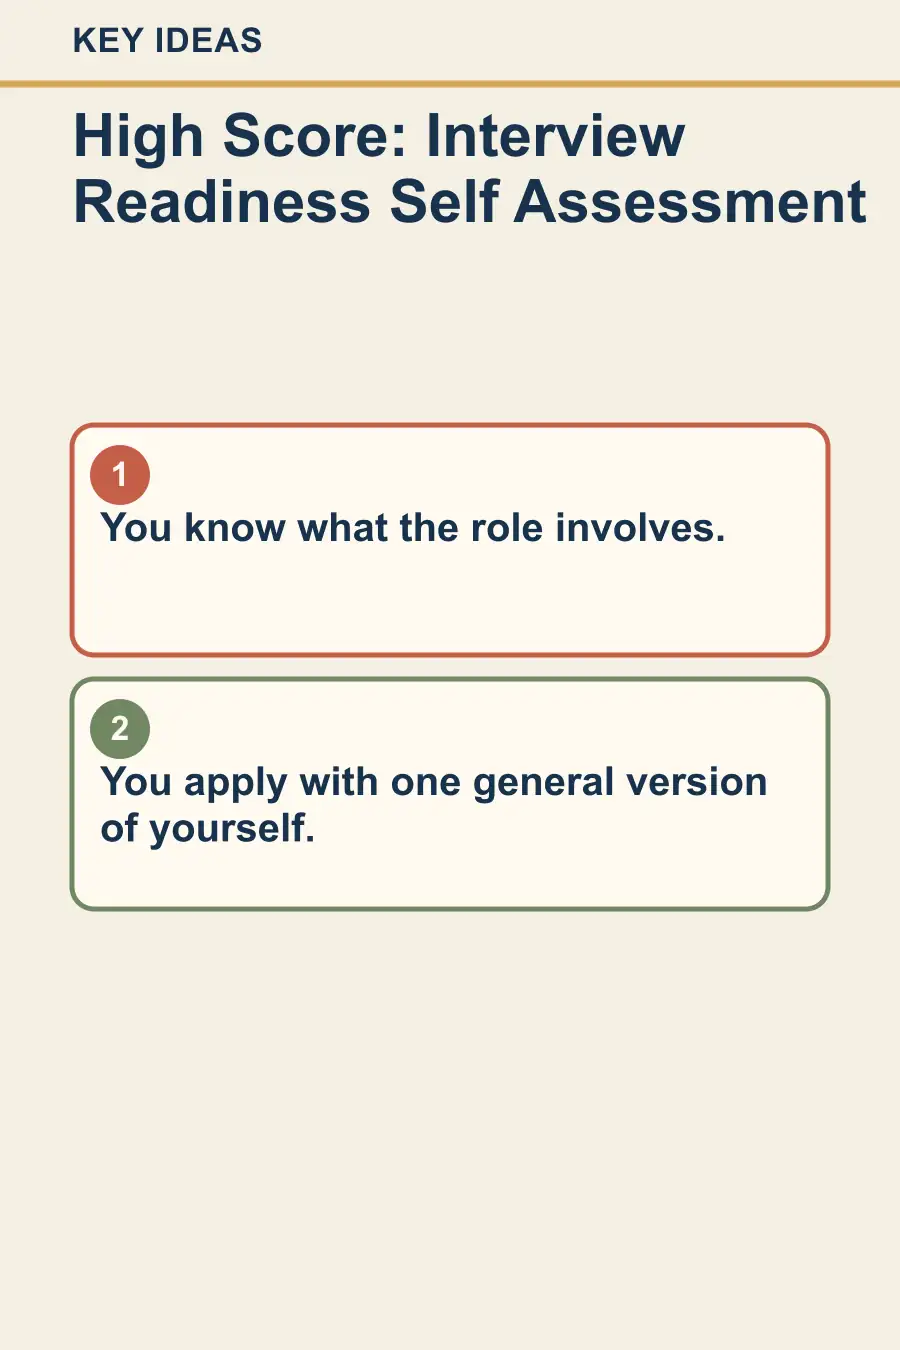 KEY IDEAS
High Score: Interview
Readiness Self Assessment
1
You know what the role involves.
2
You apply with one general version
of yourself.